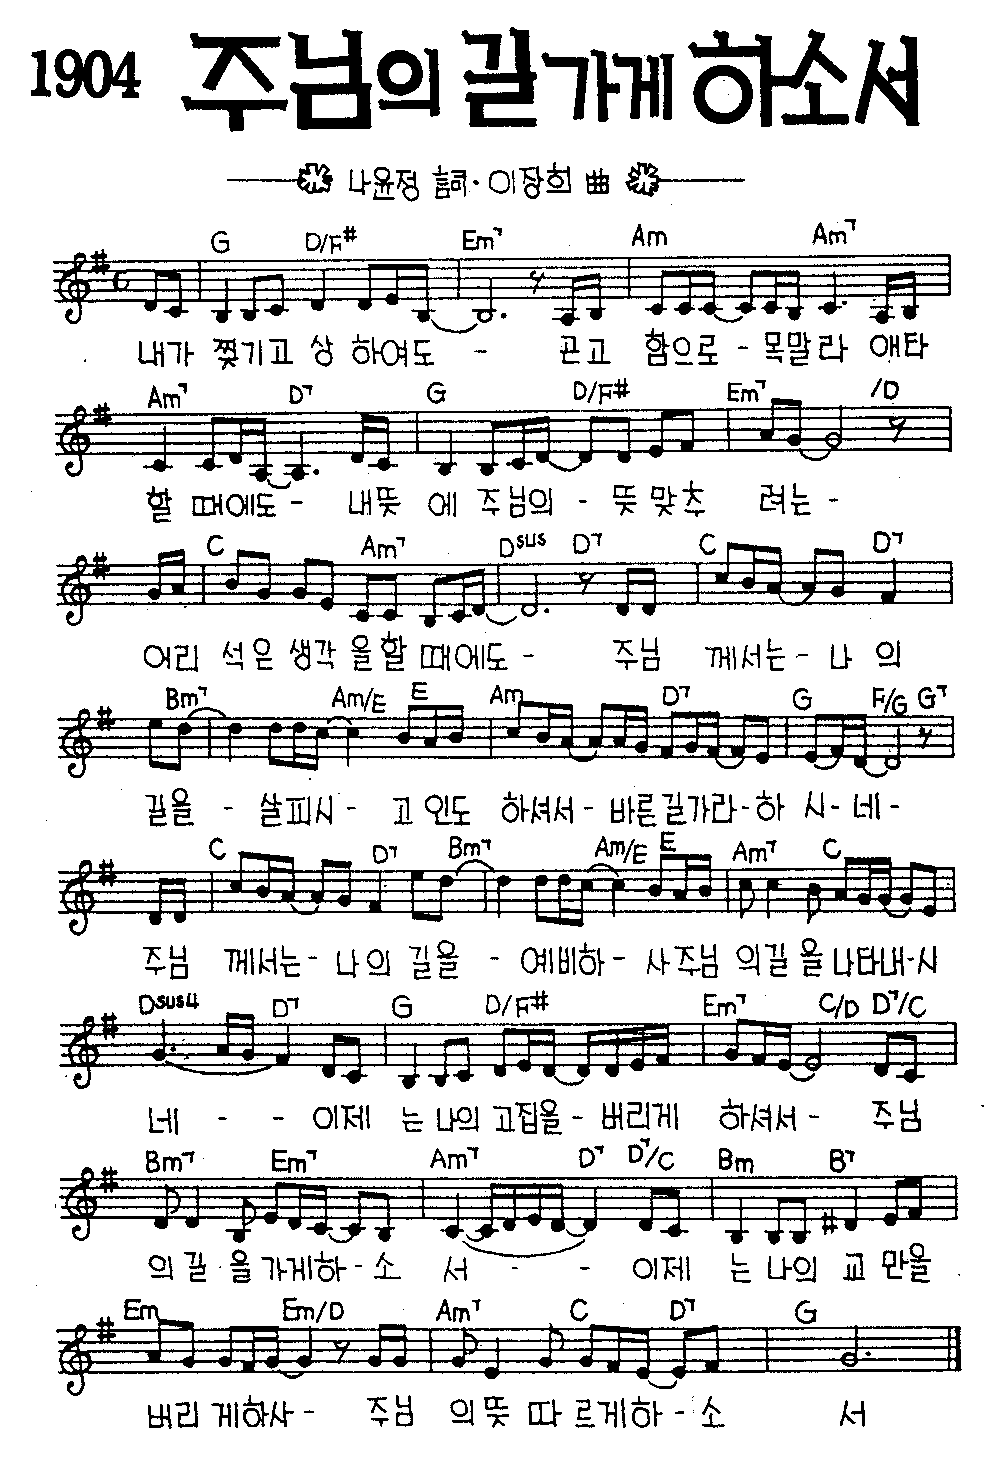 1904 주님의 길 가게 하소서
나윤정 詞·이장희 曲
G D/F# Em7 Am Am7
내가 쫓기고 상 하여도 - 곤고 함으로 - 목말라 애타
Am7 D7 G D/F# Em7 /D
할 때에도 - 내뜻 에 주님의 - 뜻 맞추 려는 -
C Am7 Dsus D7 C D7
어리 석은 생각 을할 때에도 - 주님 께서는 - 나 의
Bm7 Am/E E Am D7 G F/G G7
길을 - 살피시 - 고 인도 하셔서 - 바른길가라 - 하 시 - 네 -
C D7 Bm7 Am/E E Am7 C
주님 께서는 - 나의 길을 - 예비하 - 사 주님 의길 을 나타내 - 시
Dsus4 D7 G D/F# Em7 C/D D7/C
네 - - 이제 는 나의 고집을 - 버리게 하셔서 - 주님
Bm7 Em7 Am7 D7 D7/C Bm B7
의 길 을 가게하 - 소 서 - - 이제 는 나의 교 만을
Em Em/D Am7 C D7 G
버리 게하사 - 주님 의 뜻 따 르게하 - 소 서